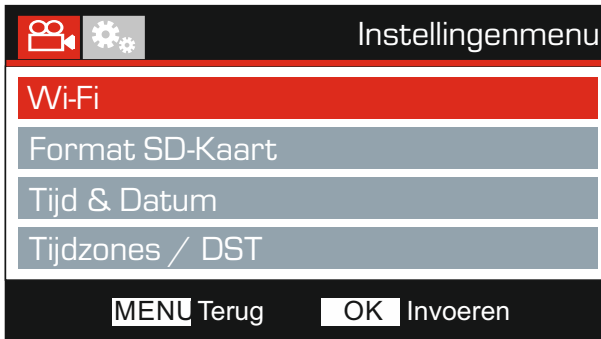 Instellingenmenu
Wi-Fi
Format SD-Kaart
Tijd & Datum
Tijdzones / DST
MENU Terug OK Invoeren